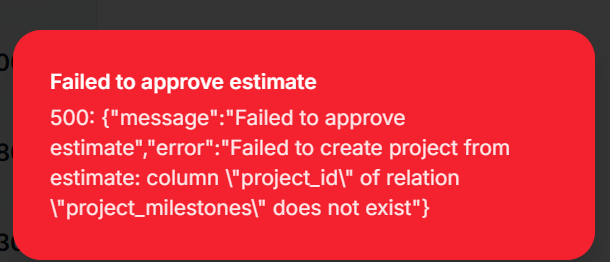 Failed to approve estimate
500: {"message":"Failed to approve
estimate","error":"Failed to create project from
estimate: column \"project_id\" of relation
\"project_milestones\" does not exist"}